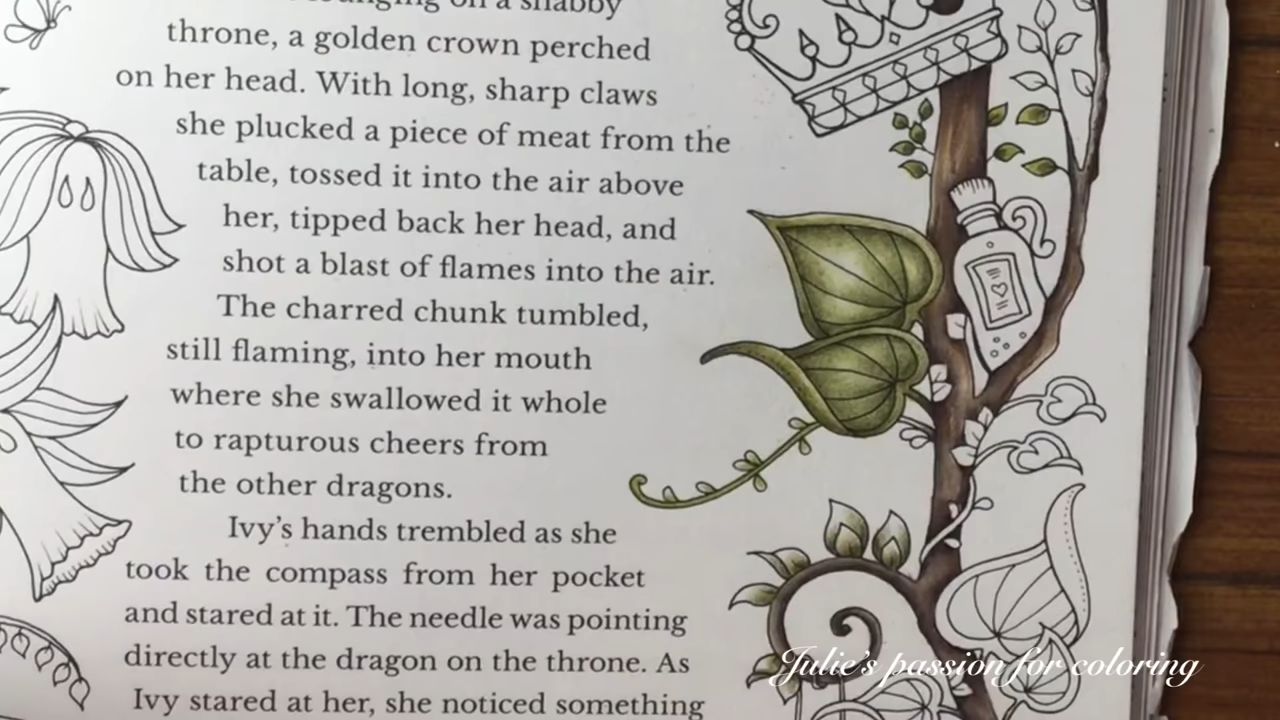 on a shabby
throne, a golden crown perched
on her head. With long, sharp claws
she plucked a piece of meat from the
table, tossed it into the air above
her, tipped back her head, and
shot a blast of flames into the air.
The charred chunk tumbled,
still flaming, into her mouth
where she swallowed it whole
to rapturous cheers from
the other dragons.
Ivy’s hands trembled as she
took the compass from her pocket
and stared at it. The needle was pointing
directly at the dragon on the throne. As
Ivy stared at her, she noticed something
Julie's passion for coloring